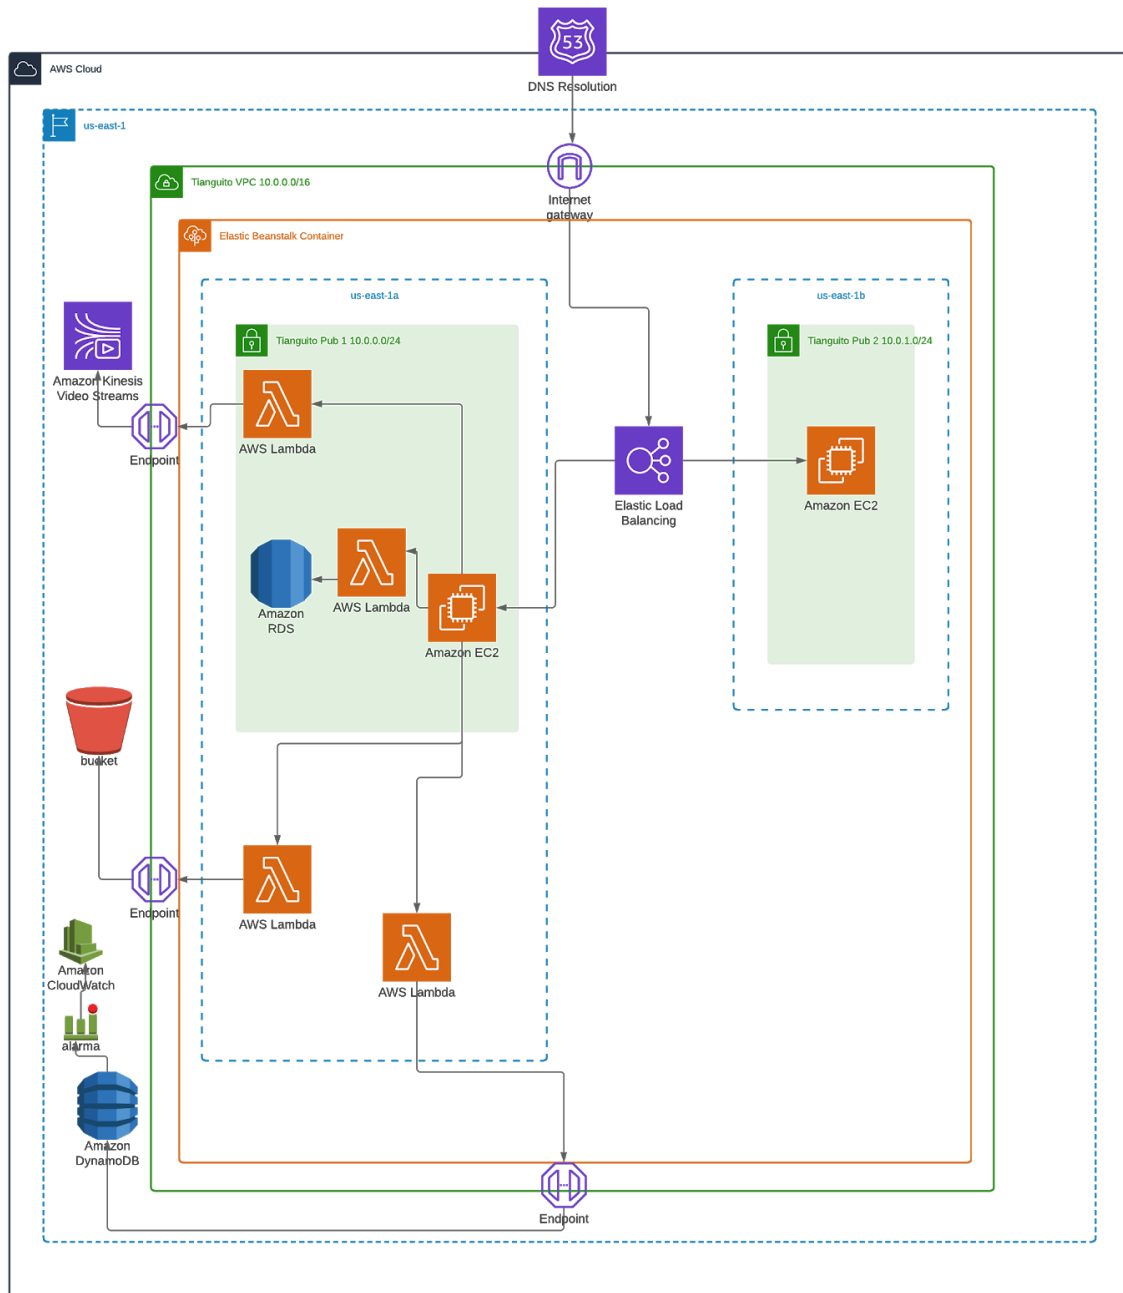 53
DNS Resolution
AWS Cloud
us-east-1
Tianguito VPC 10.0.0.0/16
Internet
gateway
Elastic Beanstalk Container
us-east-1a
us-east-1b
Tianguito Pub 1 10.0.0.0/24
Tianguito Pub 2 10.0.1.0/24
Amazon Kinesis
Video Streams
Endpoint
AWS Lambda
Elastic Load
Balancing
Amazon EC2
Amazon
RDS
AWS Lambda
Amazon EC2
bucket
Endpoint
AWS Lambda
Amazon
CloudWatch
AWS Lambda
alarma
Amazon
DynamoDB
Endpoint